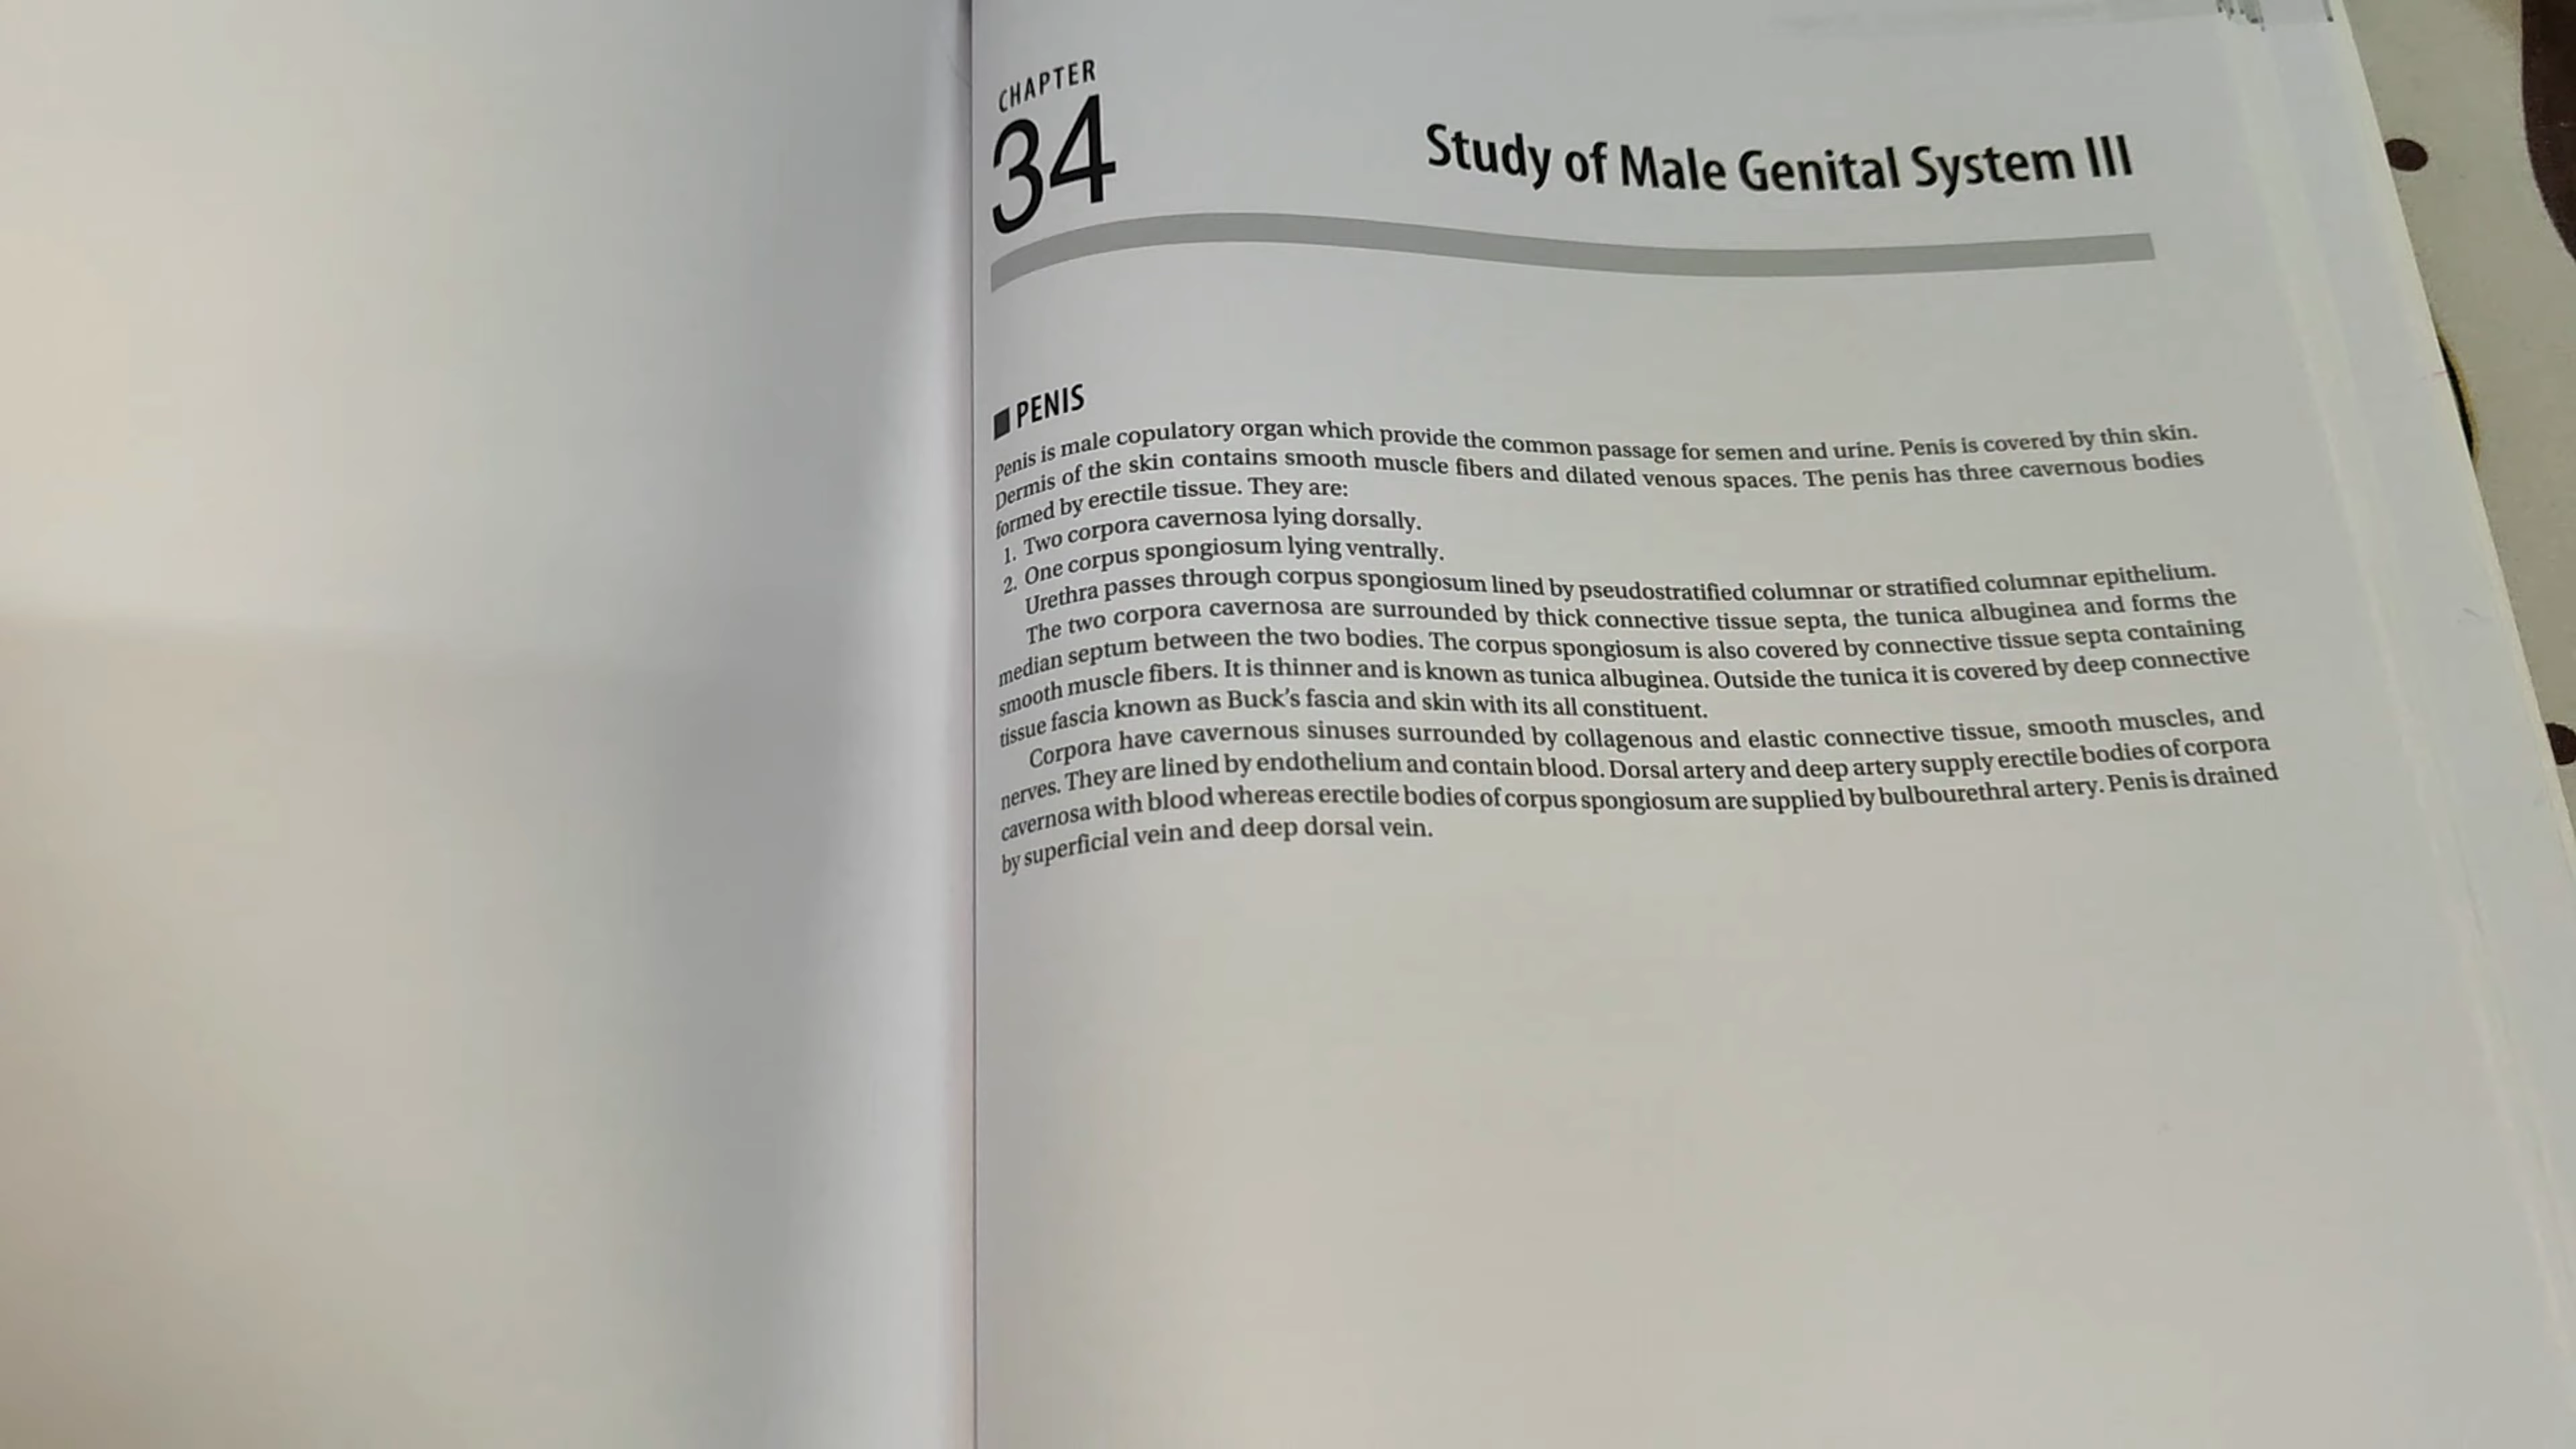 CHAPTER
34
Study of Male Genital System III
PENIS
Penis is male copulatory organ which provide the common passage for semen and urine. Penis is covered by thin skin.
Dermis of the skin contains smooth muscle fibers and dilated venous spaces. The penis has three cavernous bodies
formed by erectile tissue. They are:
1. Two corpora cavernosa lying dorsally.
2. One corpus spongiosum lying ventrally.
Urethra passes through corpus spongiosum lined by pseudostratified columnar or stratified columnar epithelium.
The two corpora cavernosa are surrounded by thick connective tissue septa, the tunica albuginea and forms the
median septum between the two bodies. The corpus spongiosum is also covered by connective tissue septa containing
smooth muscle fibers. It is thinner and is known as tunica albuginea. Outside the tunica it is covered by deep connective
tissue fascia known as Buck's fascia and skin with its all constituent.
Corpora have cavernous sinuses surrounded by collagenous and elastic connective tissue, smooth muscles, and
nerves. They are lined by endothelium and contain blood. Dorsal artery and deep artery supply erectile bodies of corpora
cavernosa with blood whereas erectile bodies of corpus spongiosum are supplied by bulbourethral artery. Penis is drained
by superficial vein and deep dorsal vein.